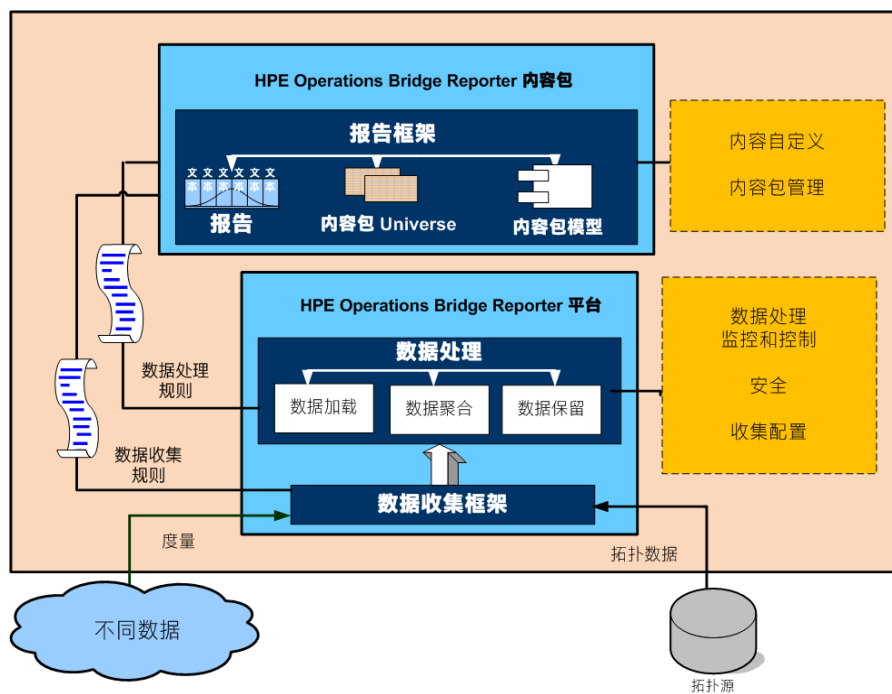 HPE Operations Bridge Reporter 内容包
报告框架
文 文 文 文 文 文
本 本 本 本 本 本
报告
内容包 Universe
内容包模型
内容自定义
内容包管理
HPE Operations Bridge Reporter 平台
数据处理
数据加载
数据聚合
数据保留
数据处理
监控和控制
安全
收集配置
数据处理
规则
数据收集
规则
数据收集框架
度量
拓扑数据
不同数据
拓扑源